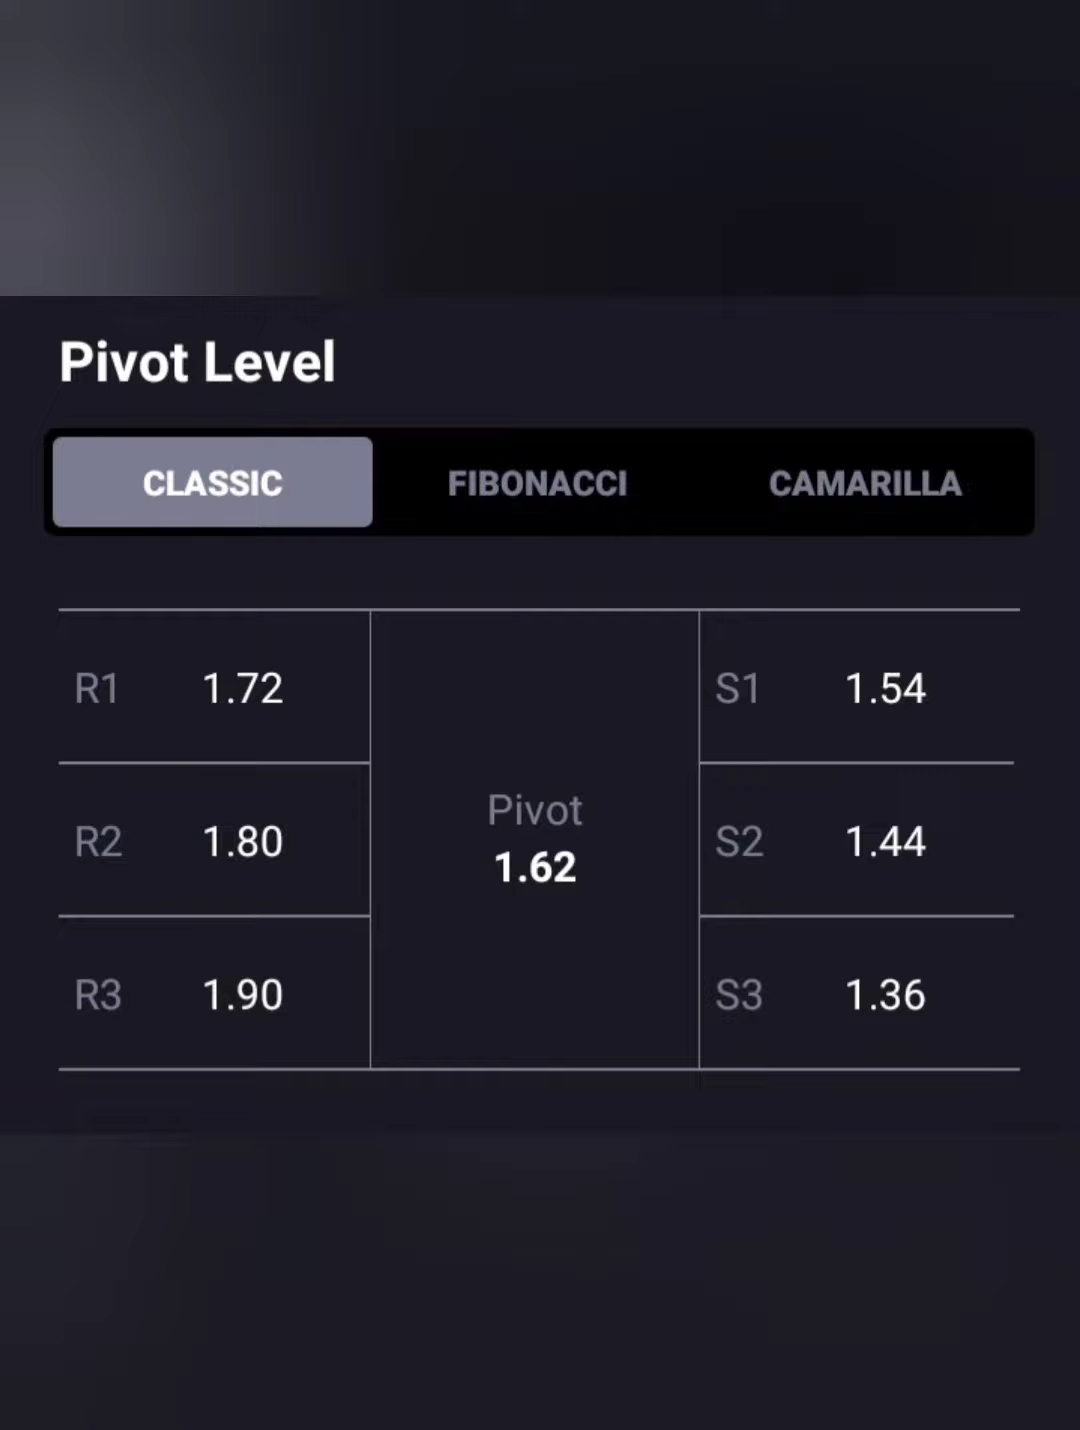 Pivot Level
CLASSIC FIBONACCI CAMARILLA
R1 1.72
R2 1.80
R3 1.90
Pivot
1.62
S1 1.54
S2 1.44
S3 1.36